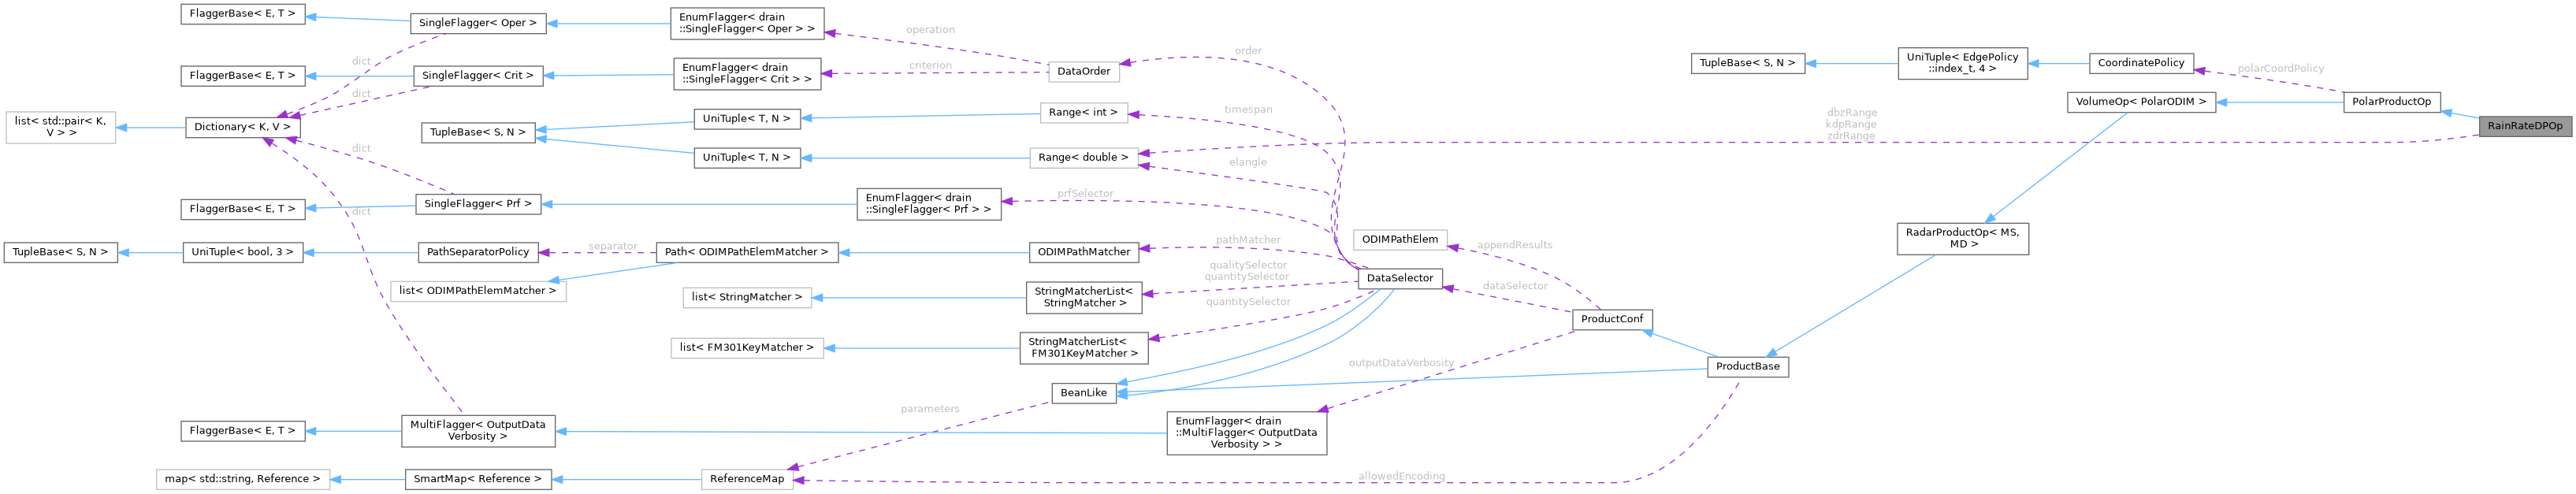 FlaggerBase< E, T >
SingleFlagger< Oper >
EnumFlagger< drain
::SingleFlagger< Oper > >
operation
order
dict
FlaggerBase< E, T >
SingleFlagger< Crit >
EnumFlagger< drain
::SingleFlagger< Crit > >
criterion
DataOrder
TupleBase< S, N >
UniTuple< EdgePolicy
::index_t, 4 >
CoordinatePolicy
polarCoordPolicy
dict
list< std::pair< K,
V > >
Dictionary< K, V >
TupleBase< S, N >
UniTuple< T, N >
Range< int >
timespan
dbzRange
kdpRange
zdrRange
VolumeOp< PolarODIM >
PolarProductOp
RainRateDPOp
dict
UniTuple< T, N >
Range< double >
elangle
FlaggerBase< E, T >
dict
SingleFlagger< Prf >
EnumFlagger< drain
::SingleFlagger< Prf > >
prfSelector
TupleBase< S, N >
UniTuple< bool, 3 >
PathSeparatorPolicy
separator
Path< ODIMPathElemMatcher >
ODIMPathMatcher
pathMatcher
ODIMPathElem
appendResults
RadarProductOp< MS,
MD >
list< ODIMPathElemMatcher >
list< StringMatcher >
StringMatcherList<
StringMatcher >
qualitySelector
quantitySelector
DataSelector
dataSelector
quantitySelector
ProductConf
list< FM301KeyMatcher >
StringMatcherList<
FM301KeyMatcher >
outputDataVerbosity
ProductBase
BeanLike
parameters
FlaggerBase< E, T >
MultiFlagger< OutputData
Verbosity >
EnumFlagger< drain
::MultiFlagger< OutputData
Verbosity > >
map< std::string, Reference >
SmartMap< Reference >
ReferenceMap
allowedEncoding